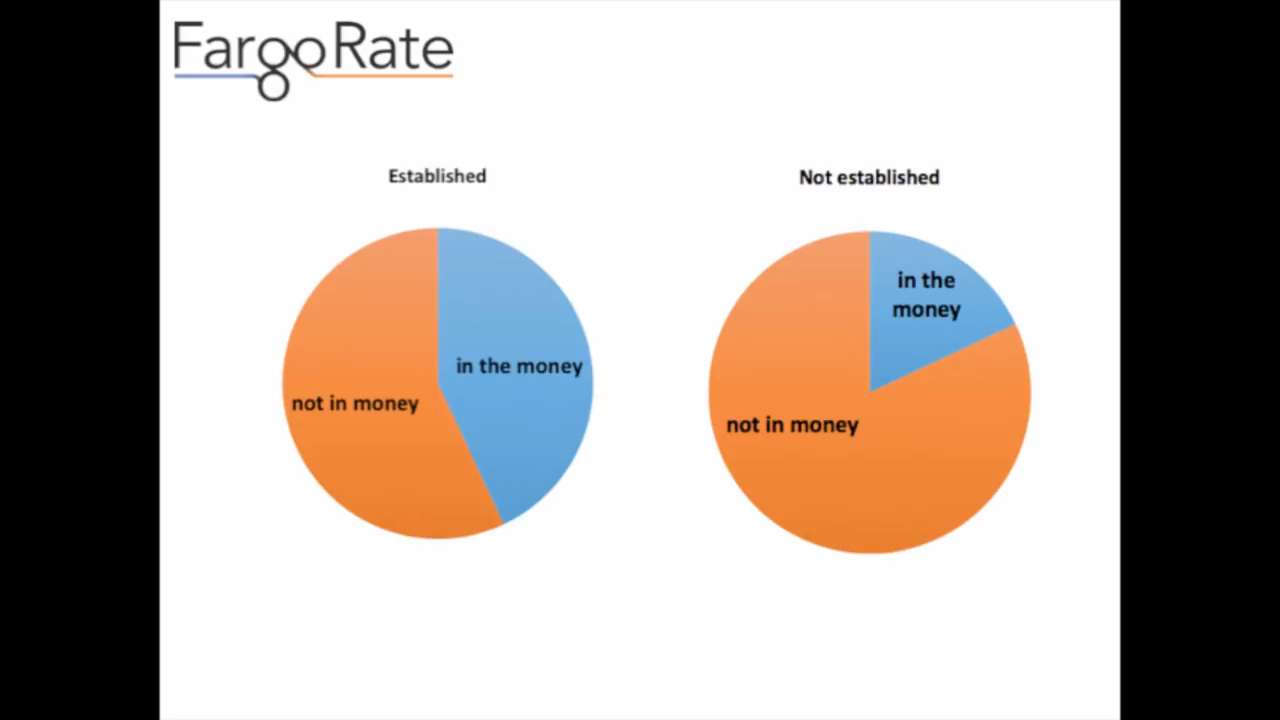 FargoRate
Established
Not established
in the
money
in the money
not in money
not in money